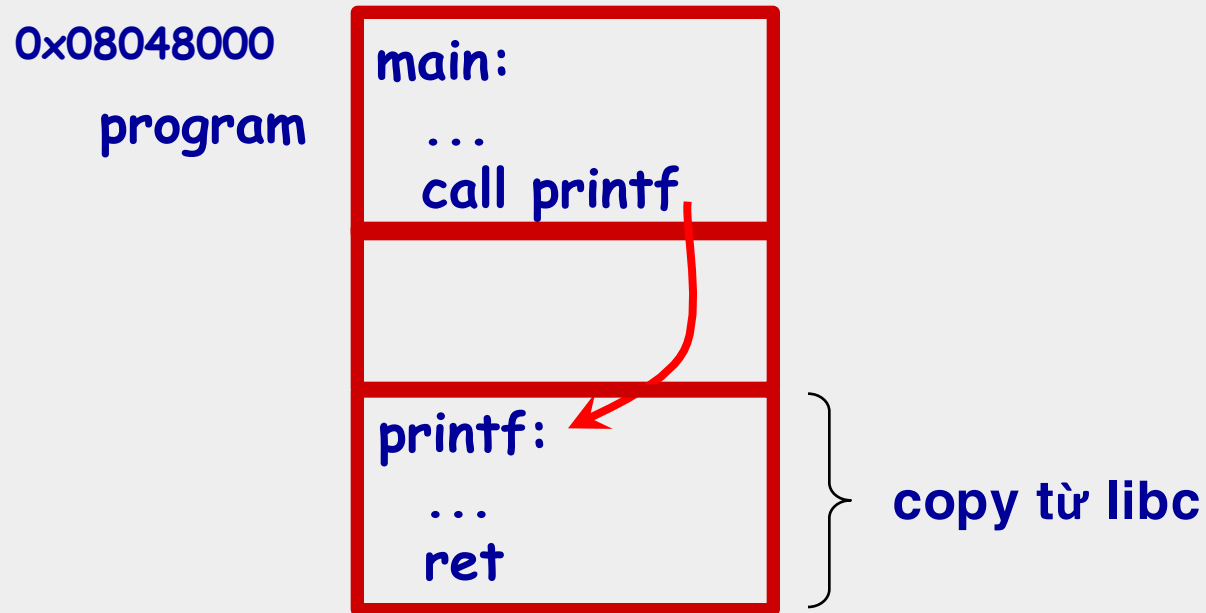 0x08048000
program
main:
...
call printf
printf:
...
ret
copy từ libc